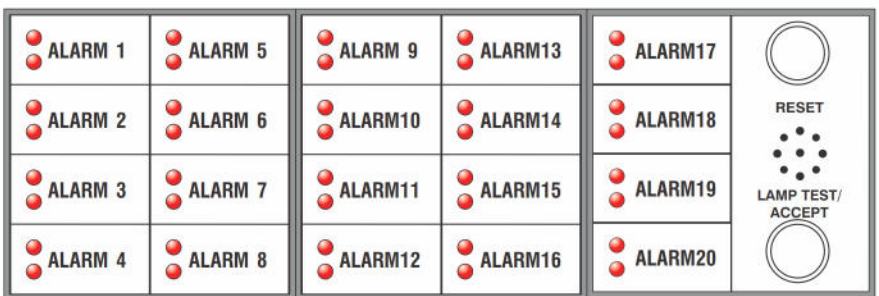 ALARM 1
ALARM 5
ALARM 9
ALARM13
ALARM17
ALARM 2
ALARM 6
ALARM10
ALARM14
ALARM18
RESET
ALARM 3
ALARM 7
ALARM11
ALARM15
ALARM19
LAMP TEST/
ACCEPT
ALARM 4
ALARM 8
ALARM12
ALARM16
ALARM20